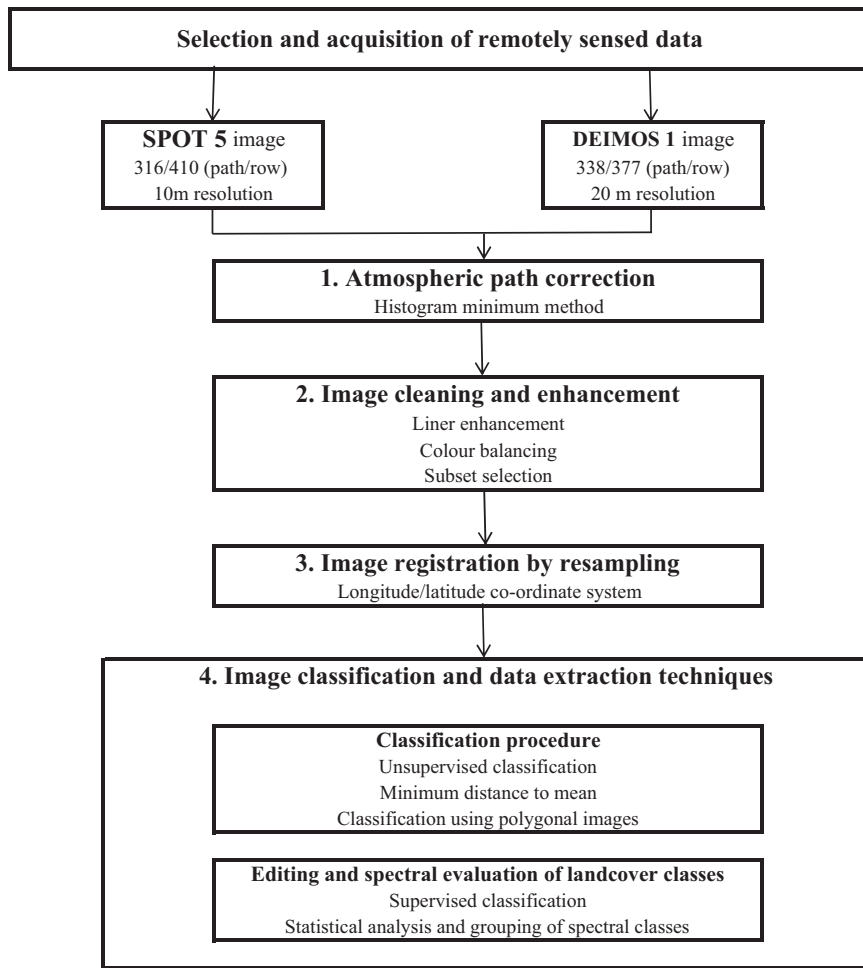 Selection and acquisition of remotely sensed data
SPOT 5 image
316/410 (path/row)
10m resolution
DEIMOS 1 image
338/377 (path/row)
20 m resolution
1. Atmospheric path correction
Histogram minimum method
2. Image cleaning and enhancement
Liner enhancement
Colour balancing
Subset selection
3. Image registration by resampling
Longitude/latitude co-ordinate system
4. Image classification and data extraction techniques
Classification procedure
Unsupervised classification
Minimum distance to mean
Classification using polygonal images
Editing and spectral evaluation of landcover classes
Supervised classification
Statistical analysis and grouping of spectral classes